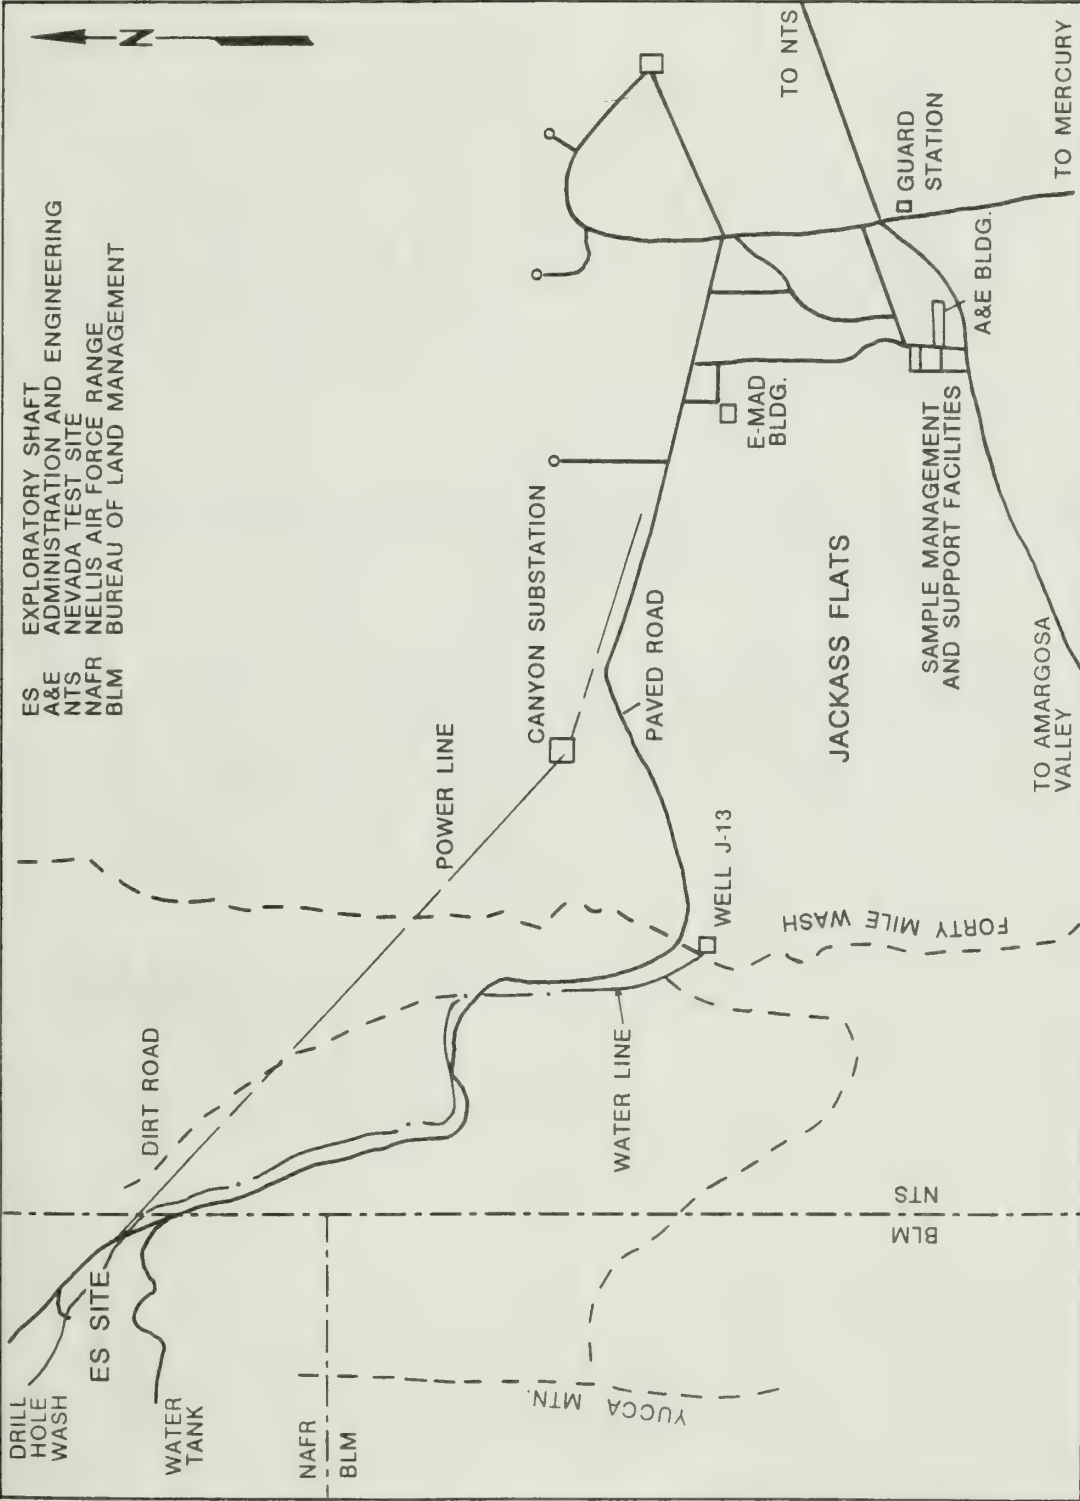 ES EXPLORATORY SHAFT
A&E ADMINISTRATION AND ENGINEERING
NTS NEVADA TEST SITE
NAFR NELLIS AIR FORCE RANGE
BLM BUREAU OF LAND MANAGEMENT
N
DRILL
HOLE
WASH
ES SITE
WATER
TANK
NAFR
BLM
DIRT ROAD
POWER LINE
CANYON SUBSTATION
PAVED ROAD
WATER LINE
WELL J-13
YUCCA MTN.
BLM
NTS
FORTY MILE WASH
JACKASS FLATS
E-MAD
BLDG.
SAMPLE MANAGEMENT
AND SUPPORT FACILITIES
A&E BLDG.
GUARD
STATION
TO NTS
TO MERCURY
TO AMARGOSA
VALLEY